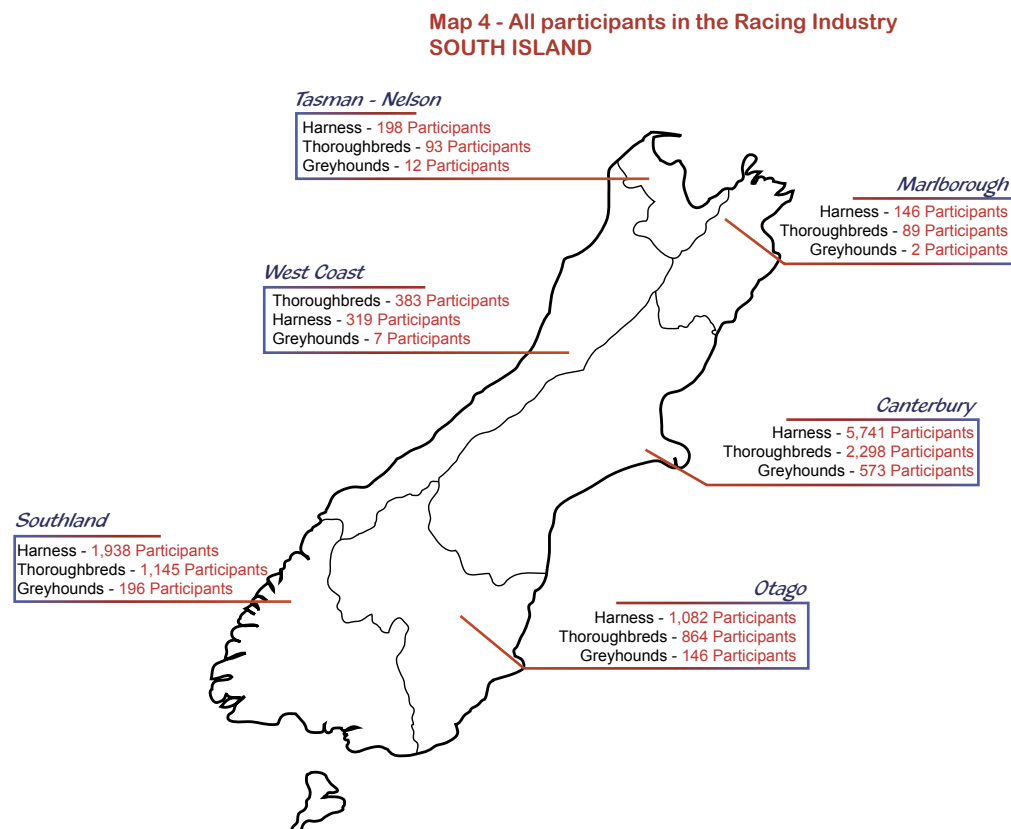 Map 4 - All participants in the Racing Industry
SOUTH ISLAND
Tasman - Nelson
Harness - 198 Participants
Thoroughbreds - 93 Participants
Greyhounds - 12 Participants
Marlborough
Harness - 146 Participants
Thoroughbreds - 89 Participants
Greyhounds - 2 Participants
West Coast
Thoroughbreds - 383 Participants
Harness - 319 Participants
Greyhounds - 7 Participants
Canterbury
Harness - 5,741 Participants
Thoroughbreds - 2,298 Participants
Greyhounds - 573 Participants
Southland
Harness - 1,938 Participants
Thoroughbreds - 1,145 Participants
Greyhounds - 196 Participants
Otago
Harness - 1,082 Participants
Thoroughbreds - 864 Participants
Greyhounds - 146 Participants